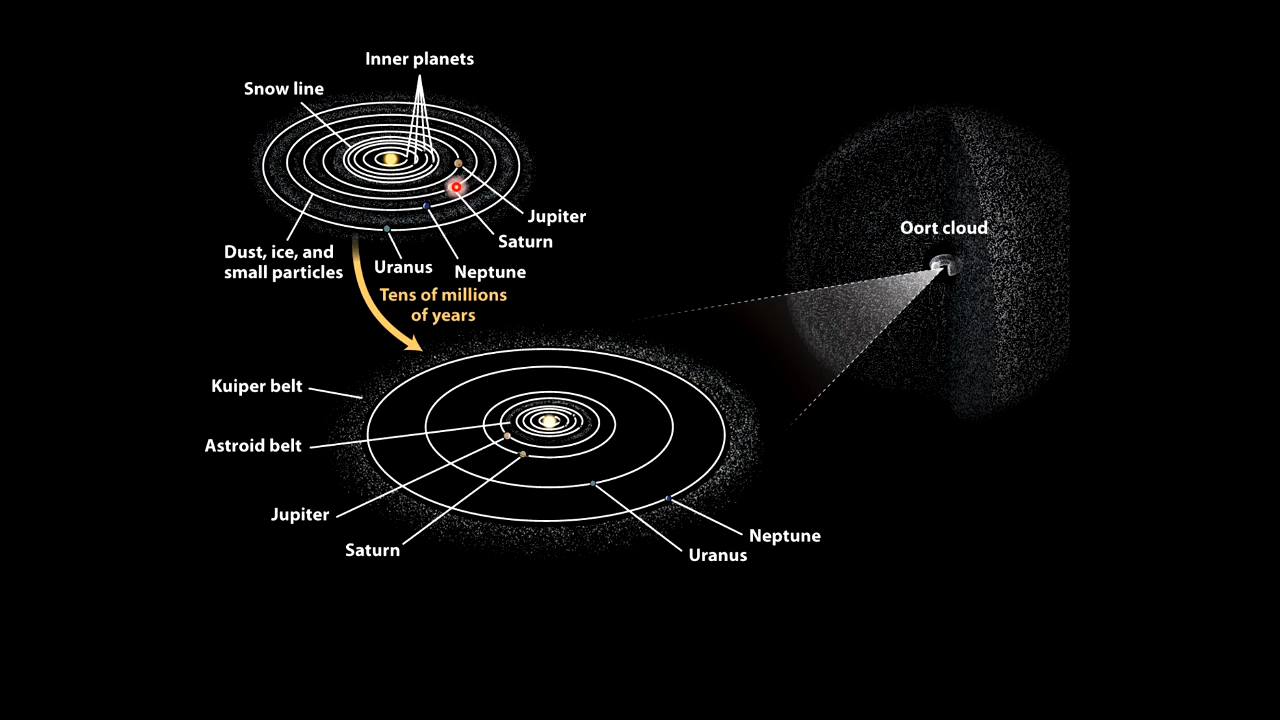 Inner planets
Snow line
Jupiter
Saturn
Dust, ice, and
small particles
Uranus
Neptune
Tens of millions
of years
Oort cloud
Kuiper belt
Astroid belt
Jupiter
Saturn
Neptune
Uranus